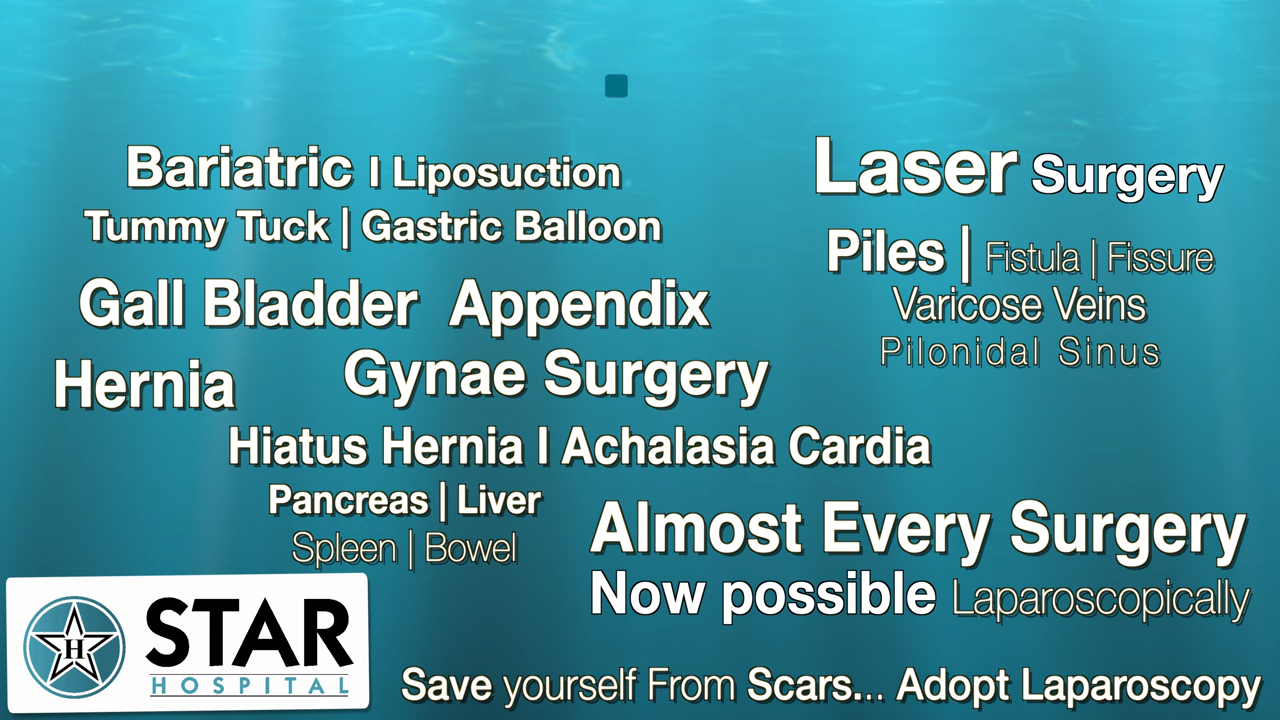 Bariatric I Liposuction
Tummy Tuck | Gastric Balloon
Gall Bladder Appendix
Hernia Gynae Surgery
Hiatus Hernia I Achalasia Cardia
Pancreas | Liver
Spleen | Bowel
Laser Surgery
Piles | Fistula | Fissure
Varicose Veins
Pilonidal Sinus
Almost Every Surgery
Now possible Laparoscopically
H
STAR
HOSPITAL
Save yourself From Scars... Adopt Laparoscopy